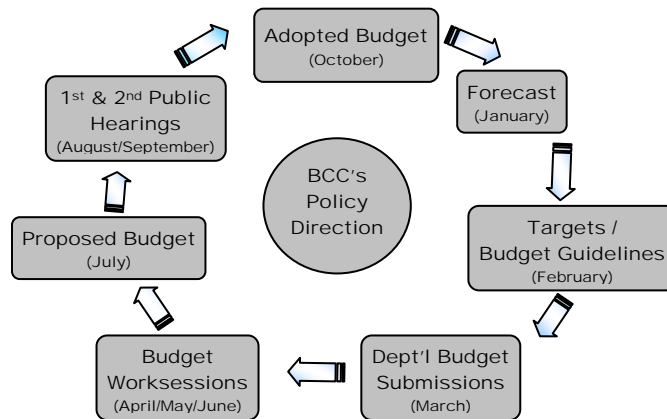 Adopted Budget
(October)
Forecast
(January)
Targets /
Budget Guidelines
(February)
Dept'l Budget
Submissions
(March)
Budget
Worksessions
(April/May/June)
Proposed Budget
(July)
1st & 2nd Public
Hearings
(August/September)
BCC's
Policy
Direction